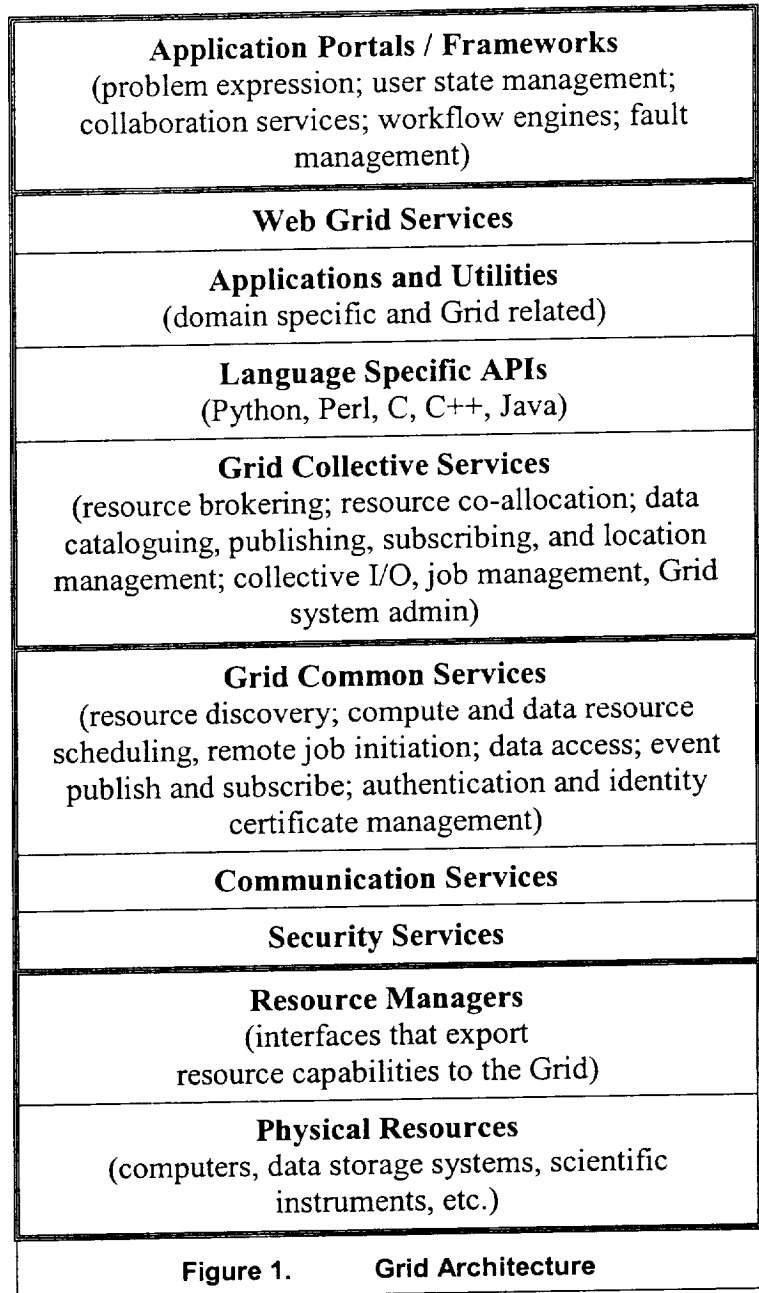 Application Portals / Frameworks
(problem expression; user state management;
collaboration services; workflow engines; fault
management)
Web Grid Services
Applications and Utilities
(domain specific and Grid related)
Language Specific APIs
(Python, Perl, C, C++, Java)
Grid Collective Services
(resource brokering; resource co-allocation; data
cataloguing, publishing, subscribing, and location
management; collective I/O, job management, Grid
system admin)
Grid Common Services
(resource discovery; compute and data resource
scheduling, remote job initiation; data access; event
publish and subscribe; authentication and identity
certificate management)
Communication Services
Security Services
Resource Managers
(interfaces that export
resource capabilities to the Grid)
Physical Resources
(computers, data storage systems, scientific
instruments, etc.)
Figure 1. Grid Architecture